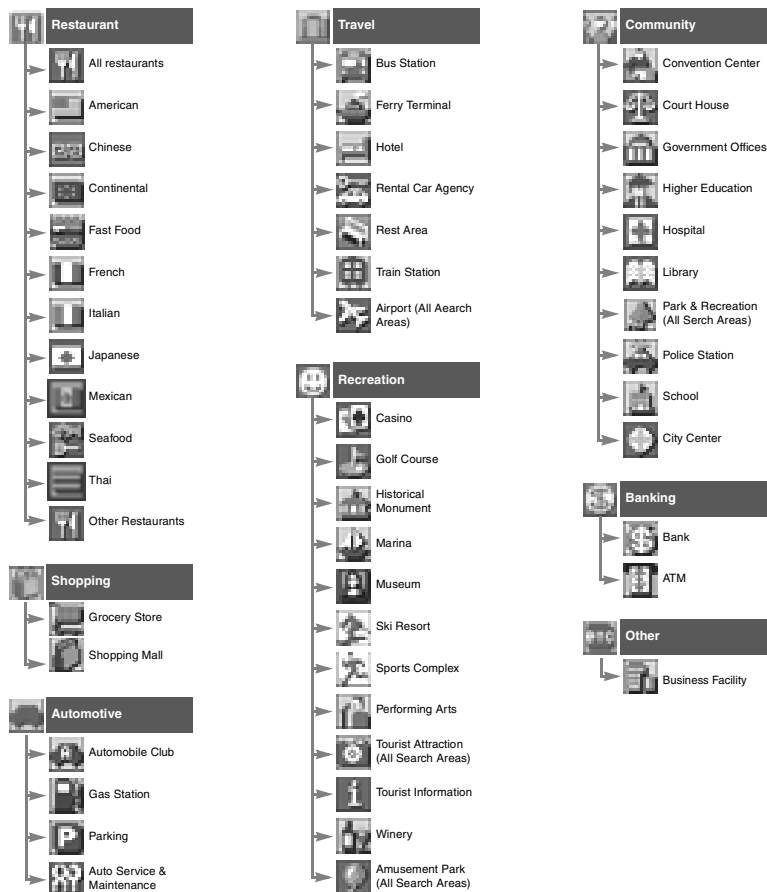 Restaurant
All restaurants
American
Chinese
Continental
Fast Food
French
Italian
Japanese
Mexican
Seafood
Thai
Other Restaurants
Shopping
Grocery Store
Shopping Mall
Automotive
Automobile Club
Gas Station
Parking
Auto Service &
Maintenance
Travel
Bus Station
Ferry Terminal
Hotel
Rental Car Agency
Rest Area
Train Station
Airport (All Aearch
Areas)
Recreation
Casino
Golf Course
Historical
Monument
Marina
Museum
Ski Resort
Sports Complex
Performing Arts
Tourist Attraction
(All Search Areas)
Tourist Information
Winery
Amusement Park
(All Search Areas)
Community
Convention Center
Court House
Government Offices
Higher Education
Hospital
Library
Park & Recreation
(All Serch Areas)
Police Station
School
City Center
Banking
Bank
ATM
Other
Business Facility